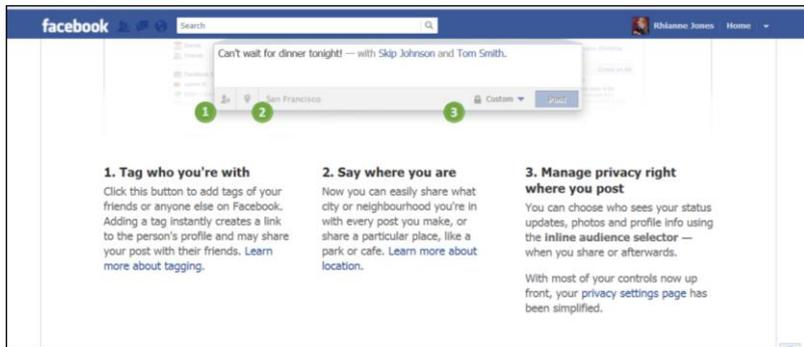 facebook
Search
Rhianne Jones Home
Can't wait for dinner tonight! — with Skip Johnson and Tom Smith.
San Francisco
Custom
Post
1
2
3
1. Tag who you're with
Click this button to add tags of your
friends or anyone else on Facebook.
Adding a tag instantly creates a link
to the person's profile and may share
your post with their friends. Learn
more about tagging.
2. Say where you are
Now you can easily share what
city or neighbourhood you're in
with every post you make, or
share a particular place, like a
park or cafe. Learn more about
location.
3. Manage privacy right
where you post
You can choose who sees your status
updates, photos and profile info using
the inline audience selector —
when you share or afterwards.
With most of your controls now up
front, your privacy settings page has
been simplified.